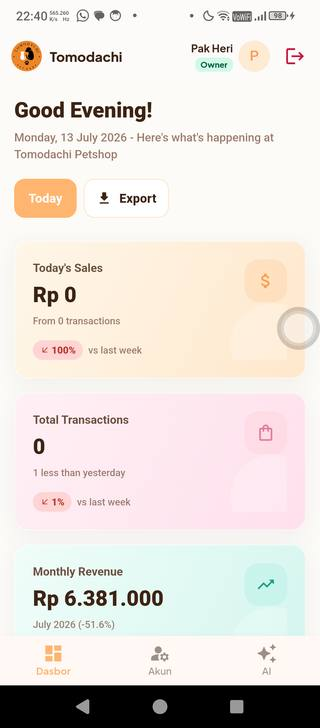 22:40 565.260 K/s Hz VoWiFi 98
Tomodachi
Pak Heri
Owner
P
Good Evening!
Monday, 13 July 2026 - Here's what's happening at
Tomodachi Petshop
Today
Export
Today's Sales
$
Rp 0
From 0 transactions
↙ 100% vs last week
Total Transactions
0
1 less than yesterday
↙ 1% vs last week
Monthly Revenue
Rp 6.381.000
July 2026 (-51.6%)
Dasbor
Akun
AI